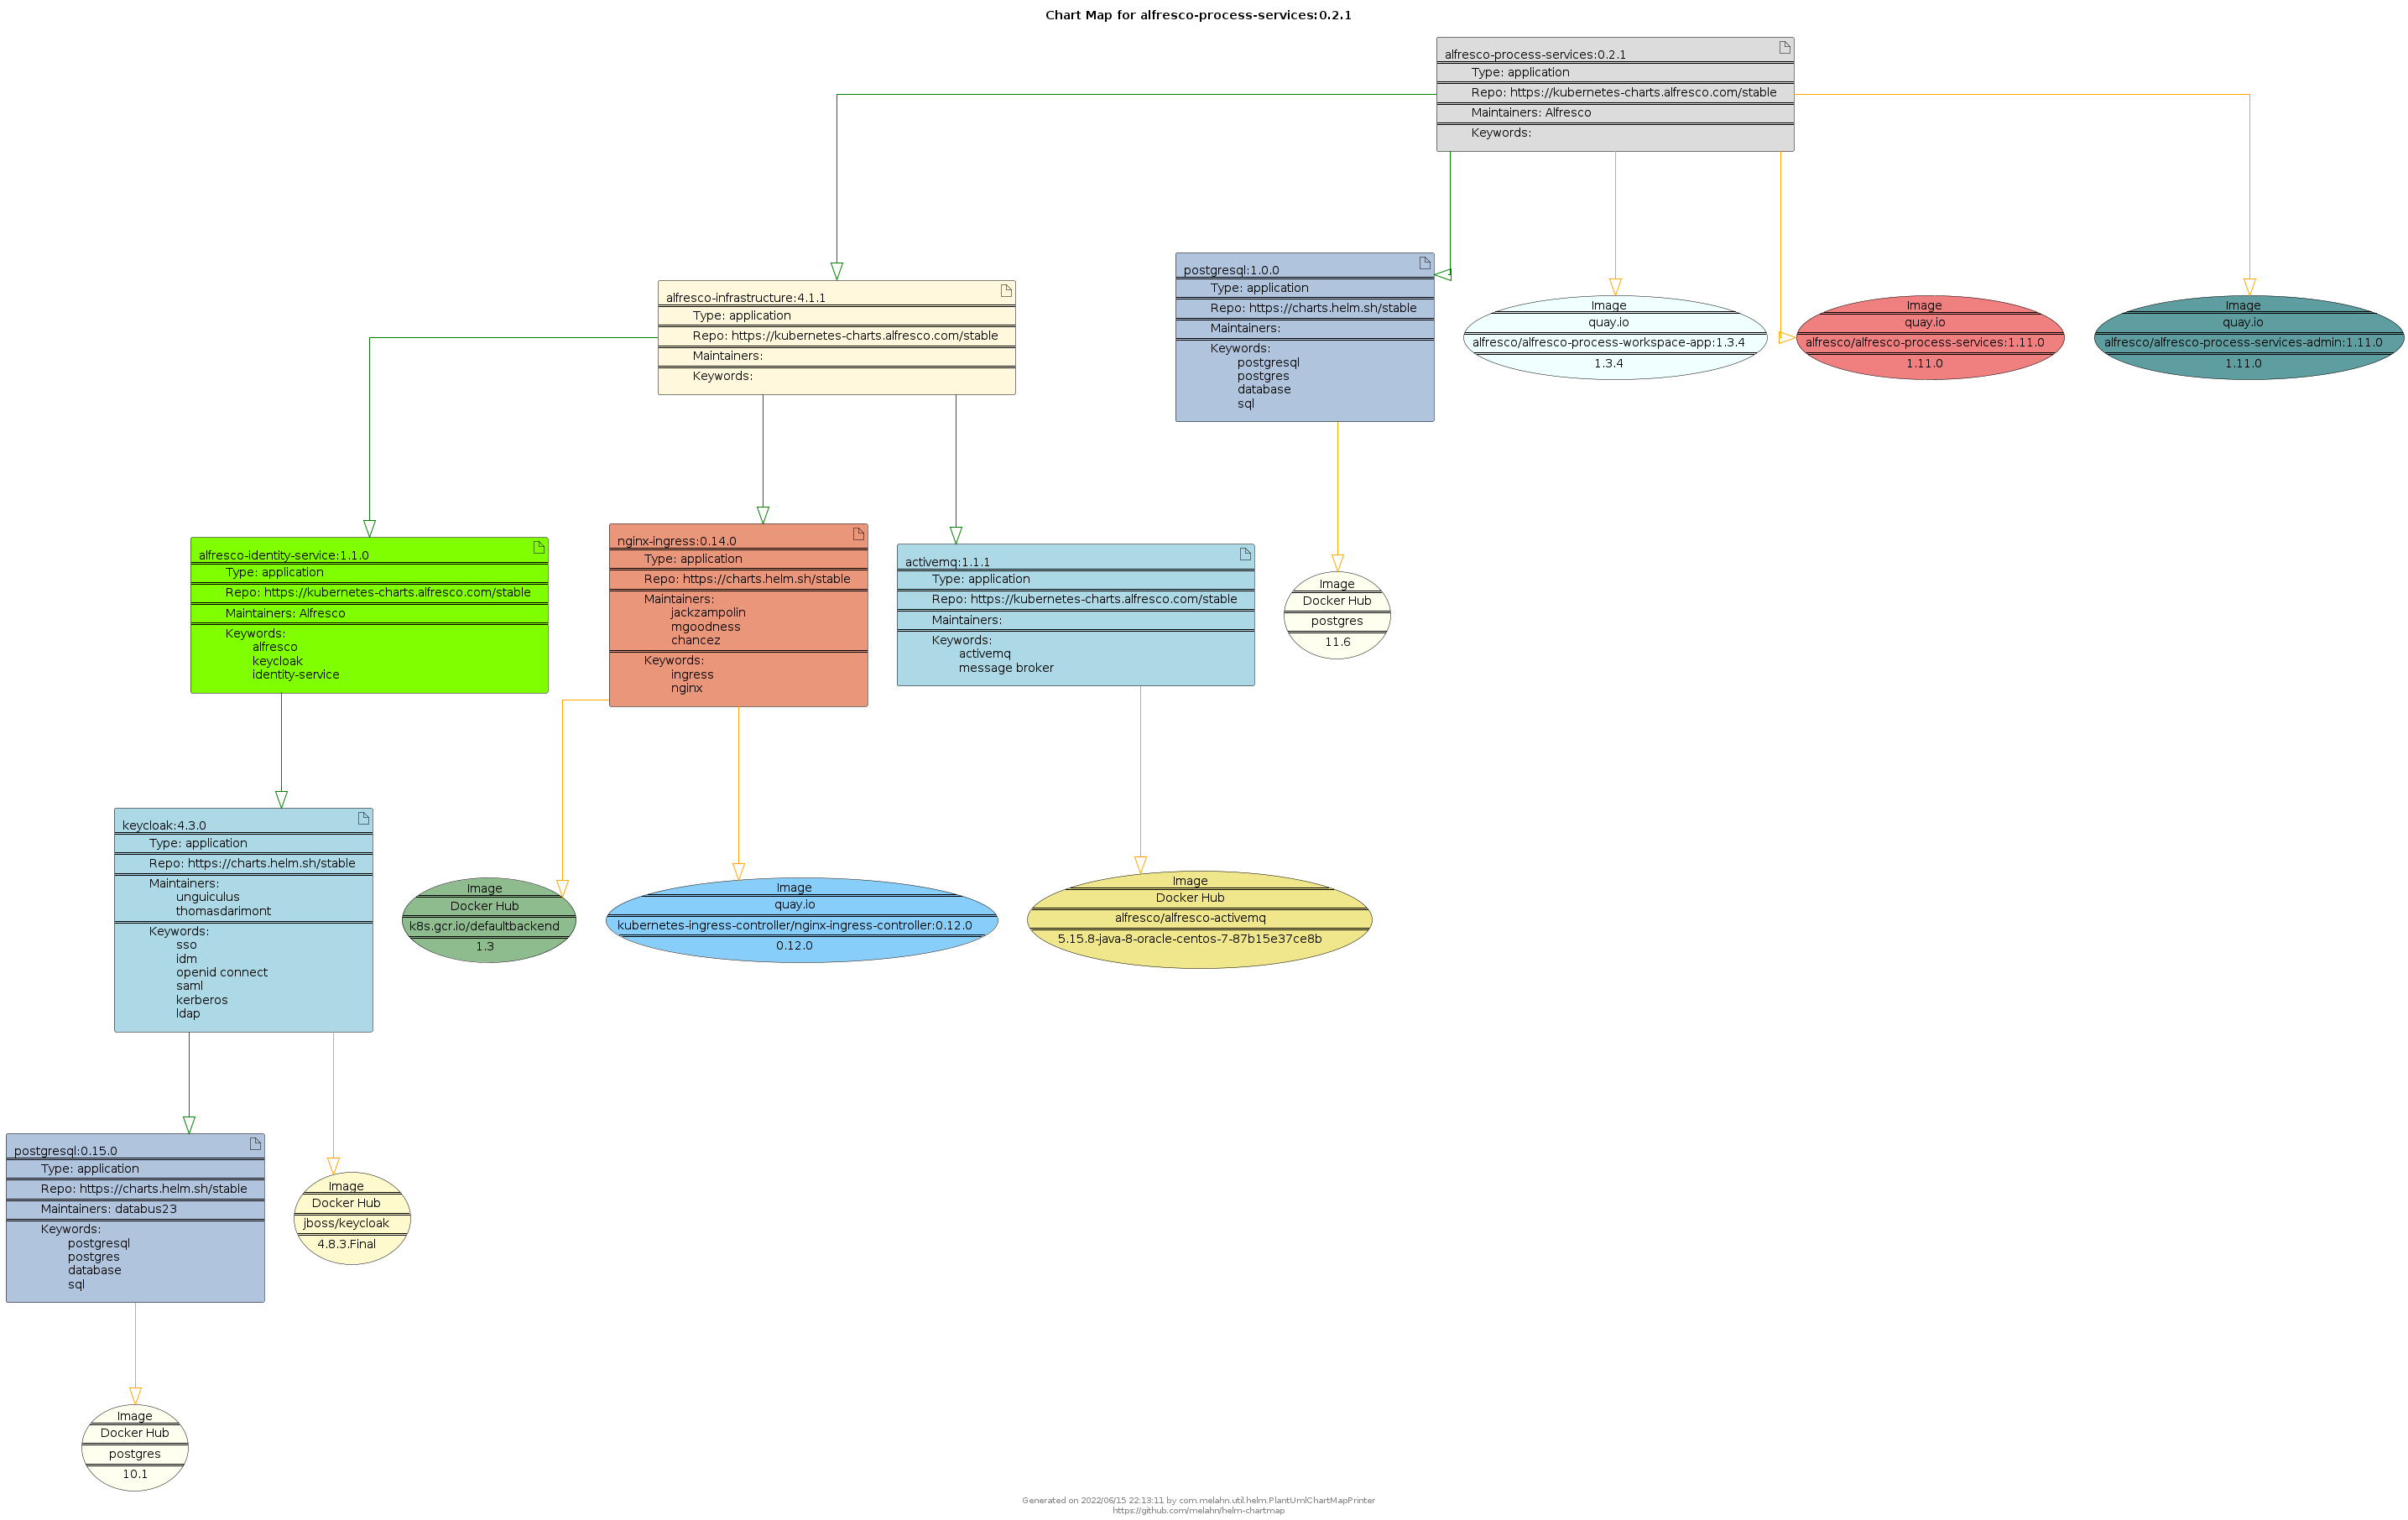 Chart Map for alfresco-process-services:0.2.1
alfresco-process-services:0.2.1
Type: application
Repo: https://kubernetes-charts.alfresco.com/stable
Maintainers: Alfresco
Keywords:
alfresco-infrastructure:4.1.1
Type: application
Repo: https://kubernetes-charts.alfresco.com/stable
Maintainers:
Keywords:
postgresql:1.0.0
Type: application
Repo: https://charts.helm.sh/stable
Maintainers:
Keywords:
postgresql
postgres
database
sql
Image
quay.io
alfresco/alfresco-process-workspace-app:1.3.4
1.3.4
Image
quay.io
alfresco/alfresco-process-services:1.11.0
1.11.0
Image
quay.io
alfresco/alfresco-process-services-admin:1.11.0
1.11.0
alfresco-identity-service:1.1.0
Type: application
Repo: https://kubernetes-charts.alfresco.com/stable
Maintainers: Alfresco
Keywords:
alfresco
keycloak
identity-service
nginx-ingress:0.14.0
Type: application
Repo: https://charts.helm.sh/stable
Maintainers:
jackzampolin
mgoodness
chancez
Keywords:
ingress
nginx
activemq:1.1.1
Type: application
Repo: https://kubernetes-charts.alfresco.com/stable
Maintainers:
Keywords:
activemq
message broker
Image
Docker Hub
postgres
11.6
keycloak:4.3.0
Type: application
Repo: https://charts.helm.sh/stable
Maintainers:
unguiculus
thomasdarimont
Keywords:
sso
idm
openid connect
saml
kerberos
ldap
Image
Docker Hub
k8s.gcr.io/defaultbackend
1.3
Image
quay.io
kubernetes-ingress-controller/nginx-ingress-controller:0.12.0
0.12.0
Image
Docker Hub
alfresco/alfresco-activemq
5.15.8-java-8-oracle-centos-7-87b15e37ce8b
postgresql:0.15.0
Type: application
Repo: https://charts.helm.sh/stable
Maintainers: databus23
Keywords:
postgresql
postgres
database
sql
Image
Docker Hub
jboss/keycloak
4.8.3.Final
Image
Docker Hub
postgres
10.1
Generated on 2022/06/15 22:13:11 by com.melahn.util.helm.PlantUmlChartMapPrinter
https://github.com/melahn/helm-chartmap